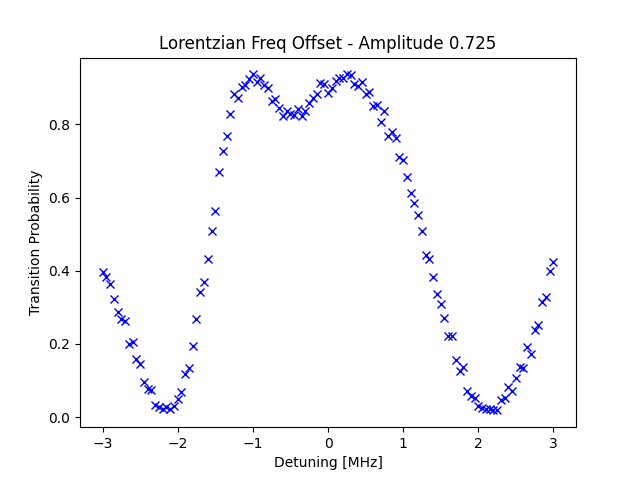 Lorentzian Freq Offset - Amplitude 0.725
0.8
0.6
0.4
0.2
0.0
Transition Probability
−3 −2 −1 0 1 2 3
Detuning [MHz]